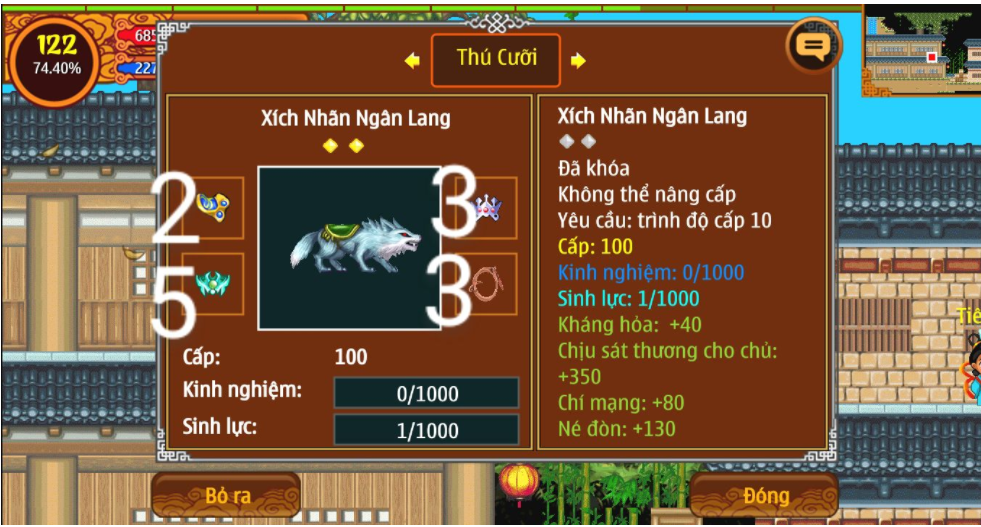 122
74.40%
685
227
Thú Cưỡi
Xích Nhãn Ngân Lang
2
3
5
3
Cấp: 100
Kinh nghiệm: 0/1000
Sinh lực: 1/1000
Xích Nhãn Ngân Lang
Đã khóa
Không thể nâng cấp
Yêu cầu: trình độ cấp 10
Cấp: 100
Kinh nghiệm: 0/1000
Sinh lực: 1/1000
Kháng hỏa: +40
Chịu sát thương cho chủ:
+350
Chí mạng: +80
Né đòn: +130
Bỏ ra
Đóng